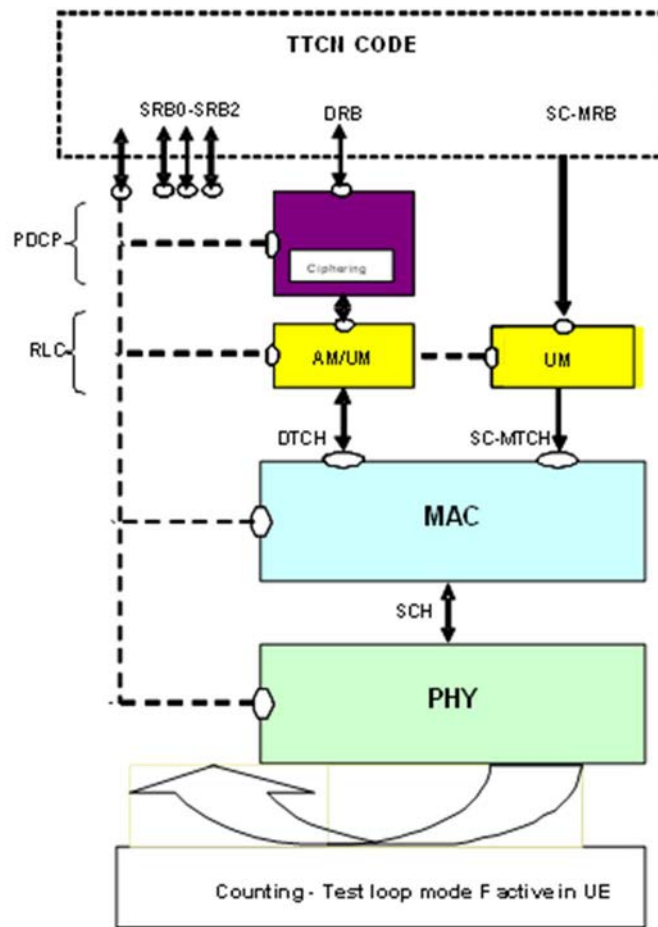 TTCN CODE
SRB0-SRB2 DRB SC-MRB
PDCP
Ciphering
RLC
AM/UM UM
DTCH SC-MTCH
MAC
SCH
PHY
Counting - Test loop mode F active in UE